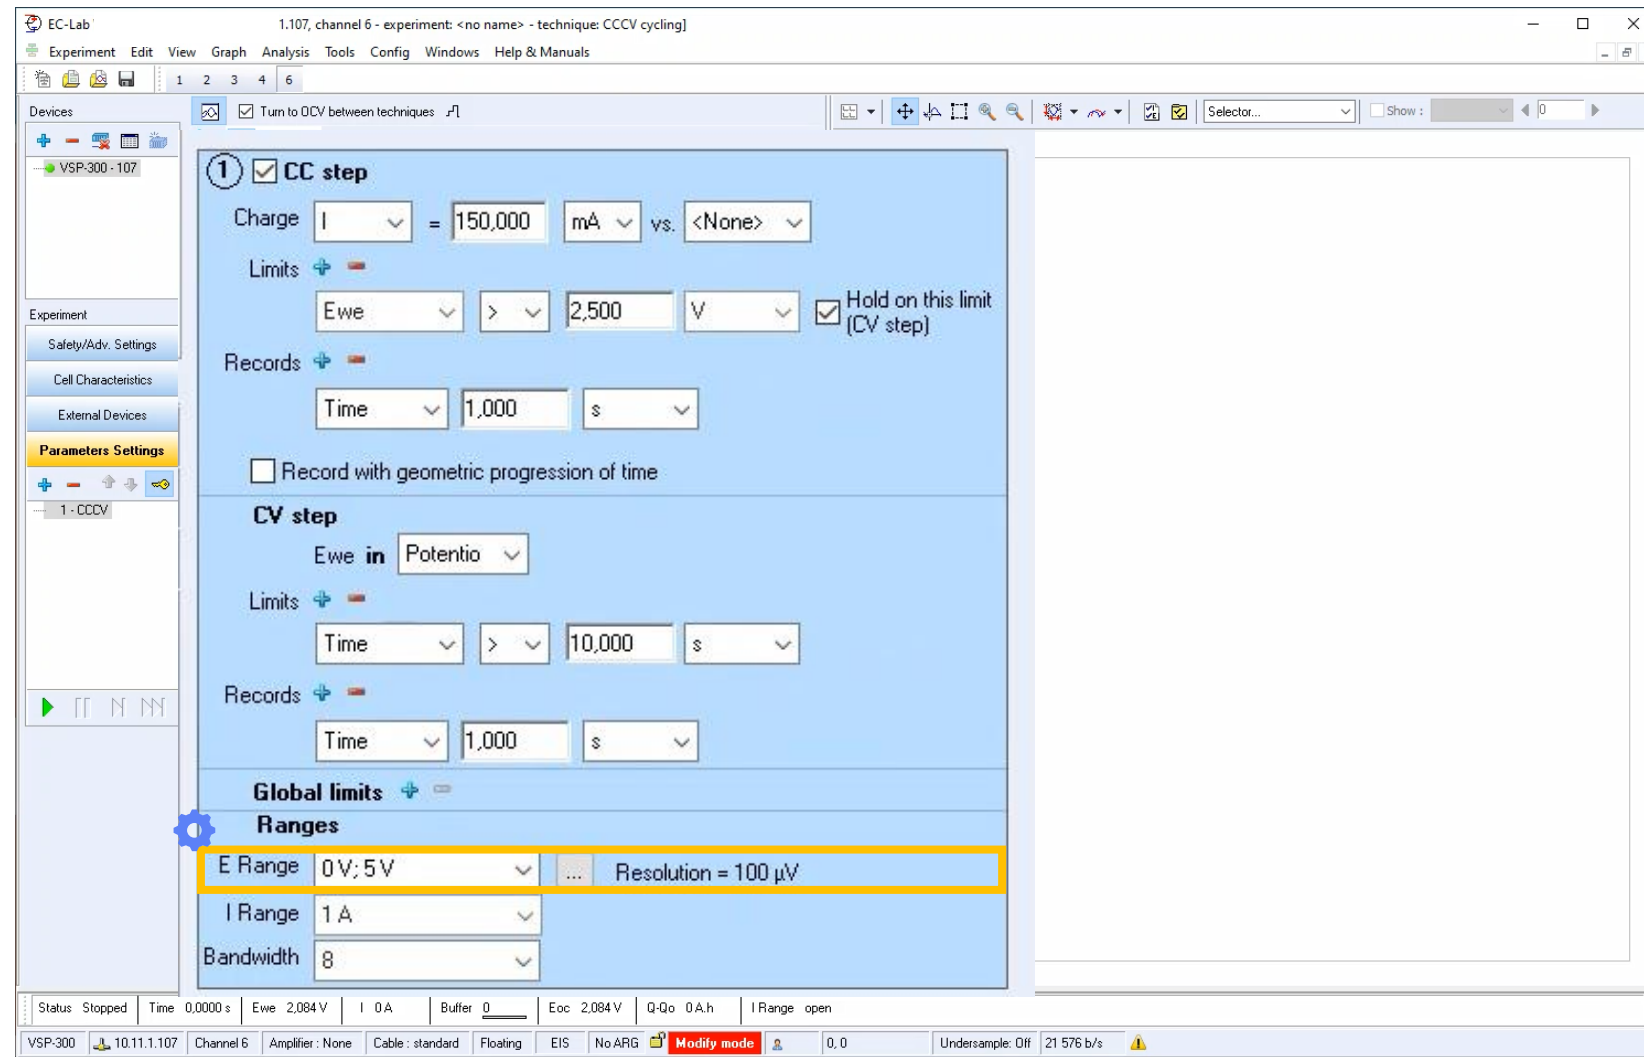 EC-Lab 1.107, channel 6 - experiment: <no name> - technique: CCCV cycling]
Experiment Edit View Graph Analysis Tools Config Windows Help & Manuals
1 2 3 4 6
Devices
Turn to OCV between techniques
Selector...
Show :
0
VSP-300 - 107
1 CC step
Charge I = 150,000 mA vs. <None>
Limits
Ewe > 2,500 V Hold on this limit
(CV step)
Experiment
Safety/Adv. Settings
Records
Cell Characteristics
Time 1,000 s
External Devices
Parameters Settings
Record with geometric progression of time
1 - CCCV
CV step
Ewe in Potentio
Limits
Time > 10,000 s
Records
Time 1,000 s
Global limits
Ranges
E Range 0 V; 5 V ... Resolution = 100 µV
I Range 1 A
Bandwidth 8
Status Stopped Time 0,0000 s Ewe 2,084 V I 0 A Buffer 0 Eoc 2,084 V Q-Qo 0 A.h I Range open
VSP-300 10.11.1.107 Channel 6 Amplifier : None Cable : standard Floating EIS No ARG Modify mode 0, 0 Undersample: Off 21 576 b/s